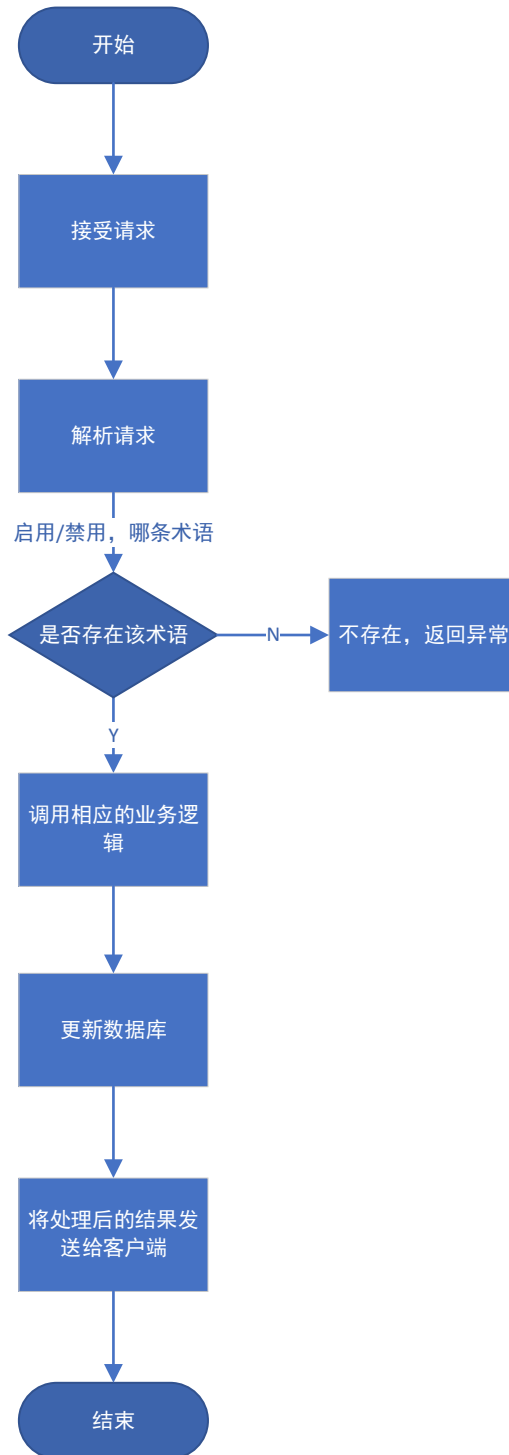 开始
接受请求
解析请求
启用/禁用，哪条术语
是否存在该术语
N
不存在，返回异常
Y
调用相应的业务逻
辑
更新数据库
将处理后的结果发
送给客户端
结束